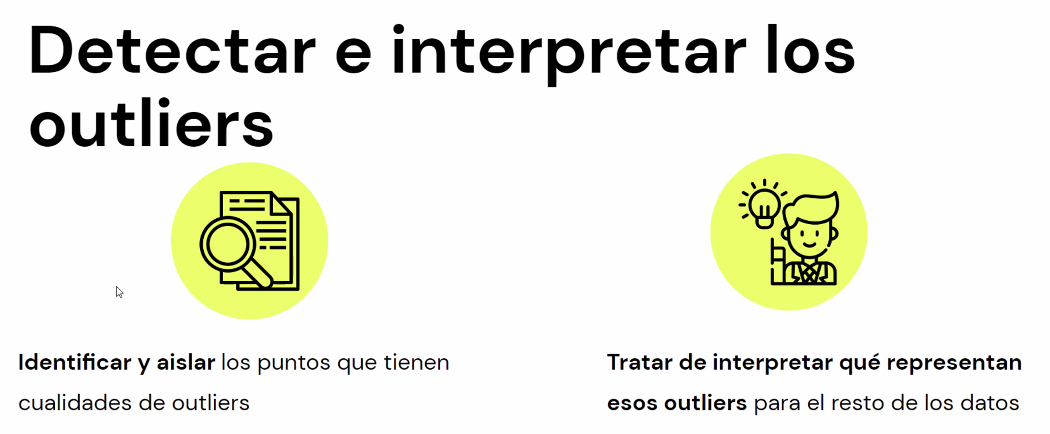 Detectar e interpretar los
outliers
Identificar y aislar los puntos que tienen
cualidades de outliers
Tratar de interpretar qué representan
esos outliers para el resto de los datos